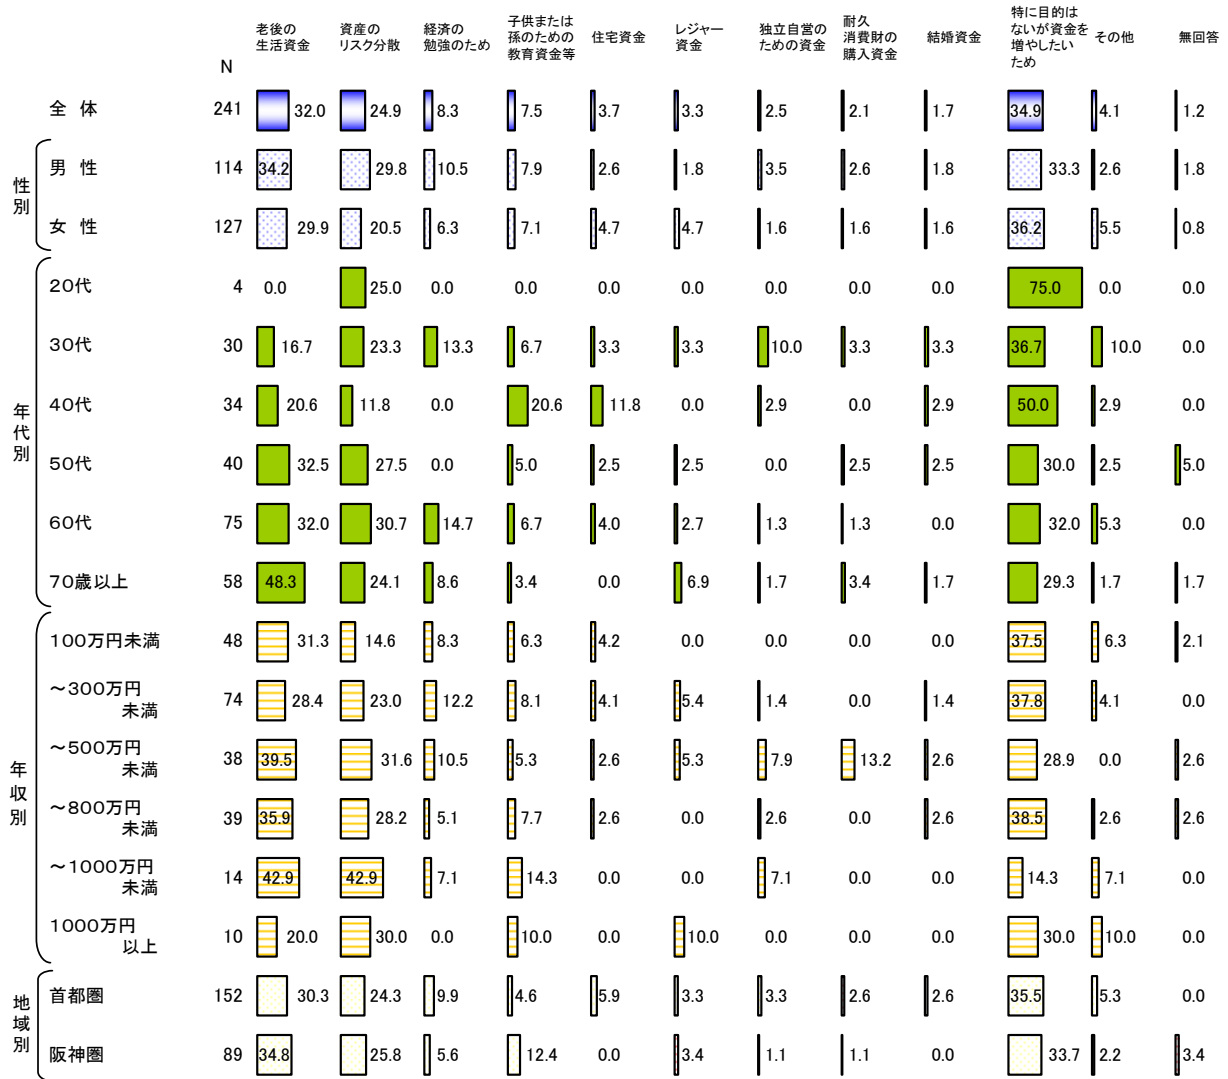 老後の
生活資金
資産の
リスク分散
経済の
勉強のため
子供または
孫のための
教育資金等
住宅資金
レジャー
資金
独立自営の
ための資金
耐久
消費財の
購入資金
結婚資金
特に目的は
ないが資金を
増やしたい
ため
その他
無回答
N
全 体 241 32.0 24.9 8.3 7.5 3.7 3.3 2.5 2.1 1.7 34.9 4.1 1.2
性別
男 性 114 34.2 29.8 10.5 7.9 2.6 1.8 3.5 2.6 1.8 33.3 2.6 1.8
女 性 127 29.9 20.5 6.3 7.1 4.7 4.7 1.6 1.6 1.6 36.2 5.5 0.8
年代別
20代 4 0.0 25.0 0.0 0.0 0.0 0.0 0.0 0.0 0.0 75.0 0.0 0.0
30代 30 16.7 23.3 13.3 6.7 3.3 3.3 10.0 3.3 3.3 36.7 10.0 0.0
40代 34 20.6 11.8 0.0 20.6 11.8 0.0 2.9 0.0 2.9 50.0 2.9 0.0
50代 40 32.5 27.5 0.0 5.0 2.5 2.5 0.0 2.5 2.5 30.0 2.5 5.0
60代 75 32.0 30.7 14.7 6.7 4.0 2.7 1.3 1.3 0.0 32.0 5.3 0.0
70歳以上 58 48.3 24.1 8.6 3.4 0.0 6.9 1.7 3.4 1.7 29.3 1.7 1.7
年収別
100万円未満 48 31.3 14.6 8.3 6.3 4.2 0.0 0.0 0.0 0.0 37.5 6.3 2.1
～300万円
未満 74 28.4 23.0 12.2 8.1 4.1 5.4 1.4 0.0 1.4 37.8 4.1 0.0
～500万円
未満 38 39.5 31.6 10.5 5.3 2.6 5.3 7.9 13.2 2.6 28.9 0.0 2.6
～800万円
未満 39 35.9 28.2 5.1 7.7 2.6 0.0 2.6 0.0 2.6 38.5 2.6 2.6
～1000万円
未満 14 42.9 42.9 7.1 14.3 0.0 0.0 7.1 0.0 0.0 14.3 7.1 0.0
1000万円
以上 10 20.0 30.0 0.0 10.0 0.0 10.0 0.0 0.0 0.0 30.0 10.0 0.0
地域別
首都圏 152 30.3 24.3 9.9 4.6 5.9 3.3 3.3 2.6 2.6 35.5 5.3 0.0
阪神圏 89 34.8 25.8 5.6 12.4 0.0 3.4 1.1 1.1 0.0 33.7 2.2 3.4